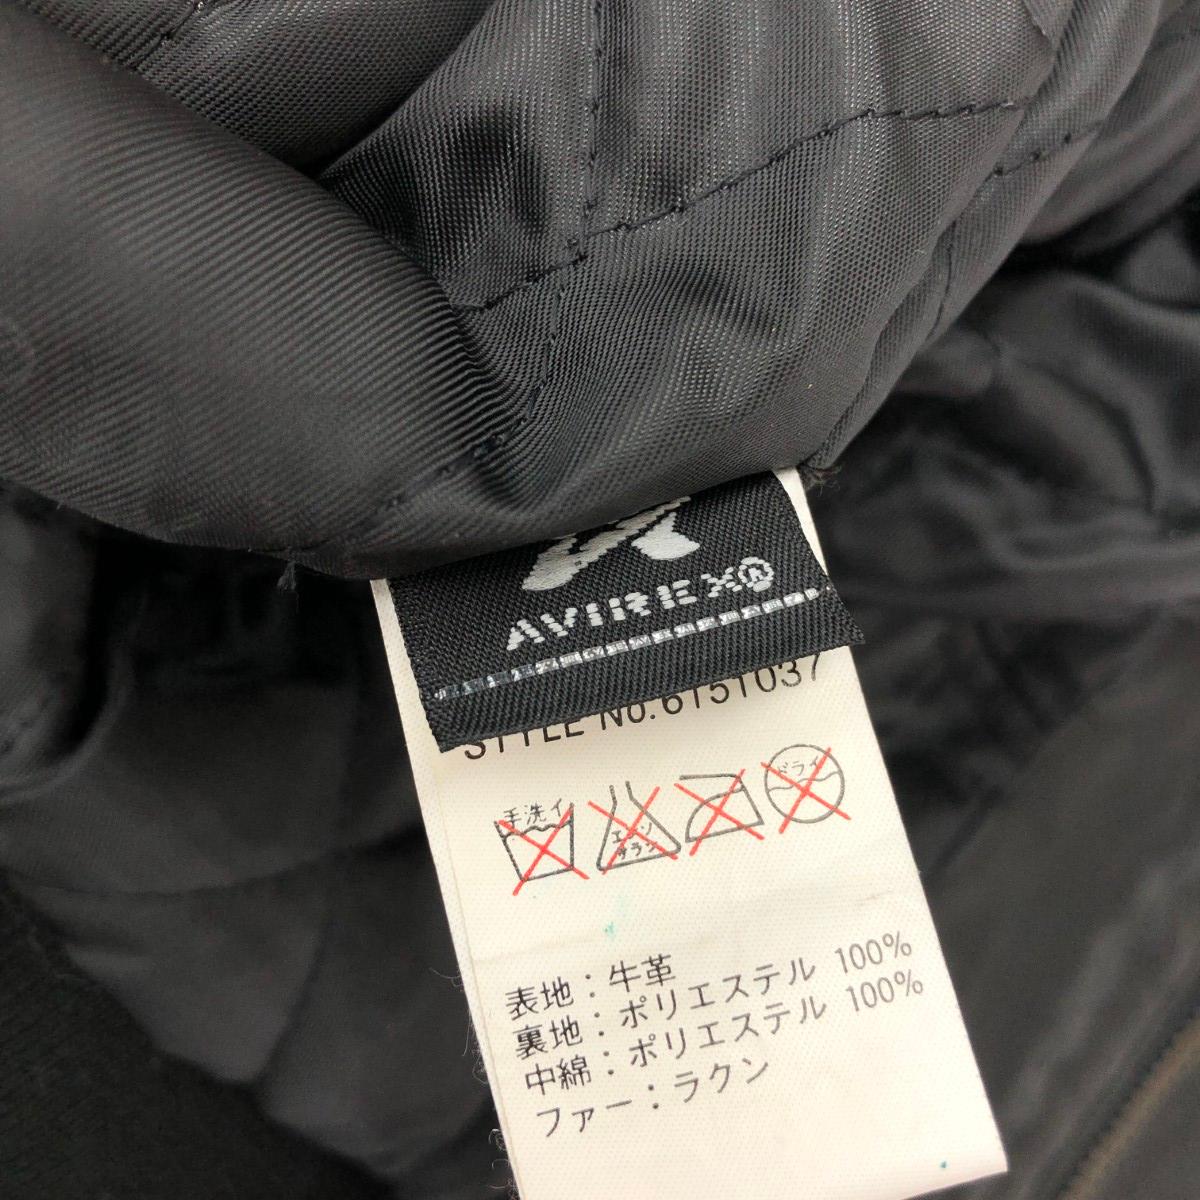 AVIREX®
STYLE No.6151037
手洗イ
エンソ
サラシ
ドライ
表地：牛革
裏地：ポリエステル 100%
中綿：ポリエステル 100%
ファー：ラクン